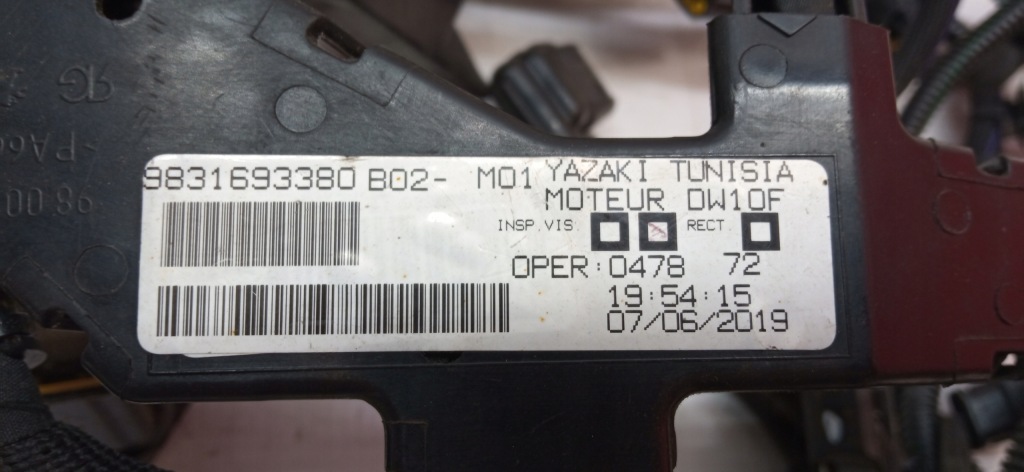 9831693380 B02- M01 YAZAKI TUNISIA
MOTEUR DW10F
INSP.VIS RECT
OPER:0478 72
19:54:15
07/06/2019